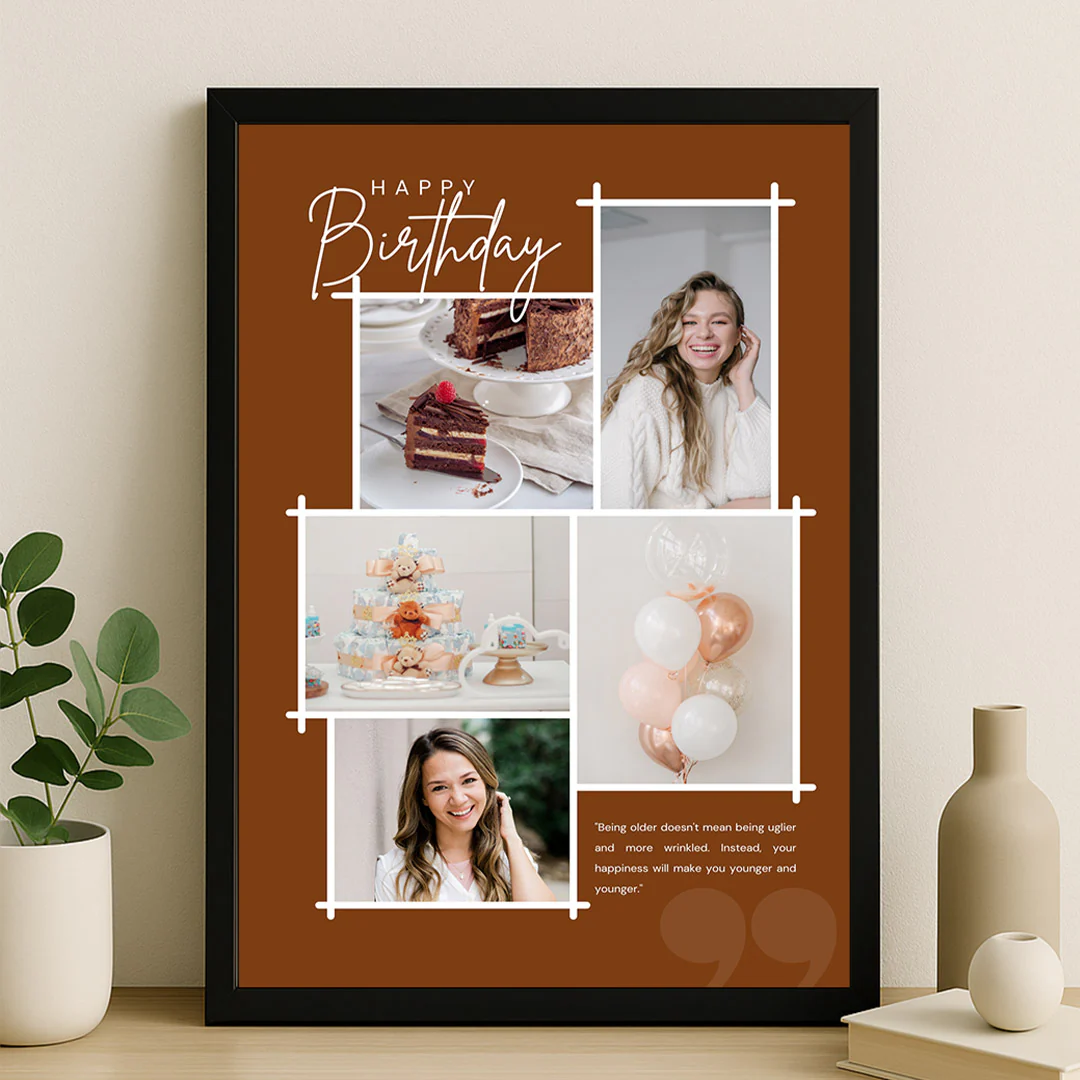 HAPPY
Birthday
"Being older doesn't mean being uglier
and more wrinkled. Instead, your
happiness will make you younger and
younger."